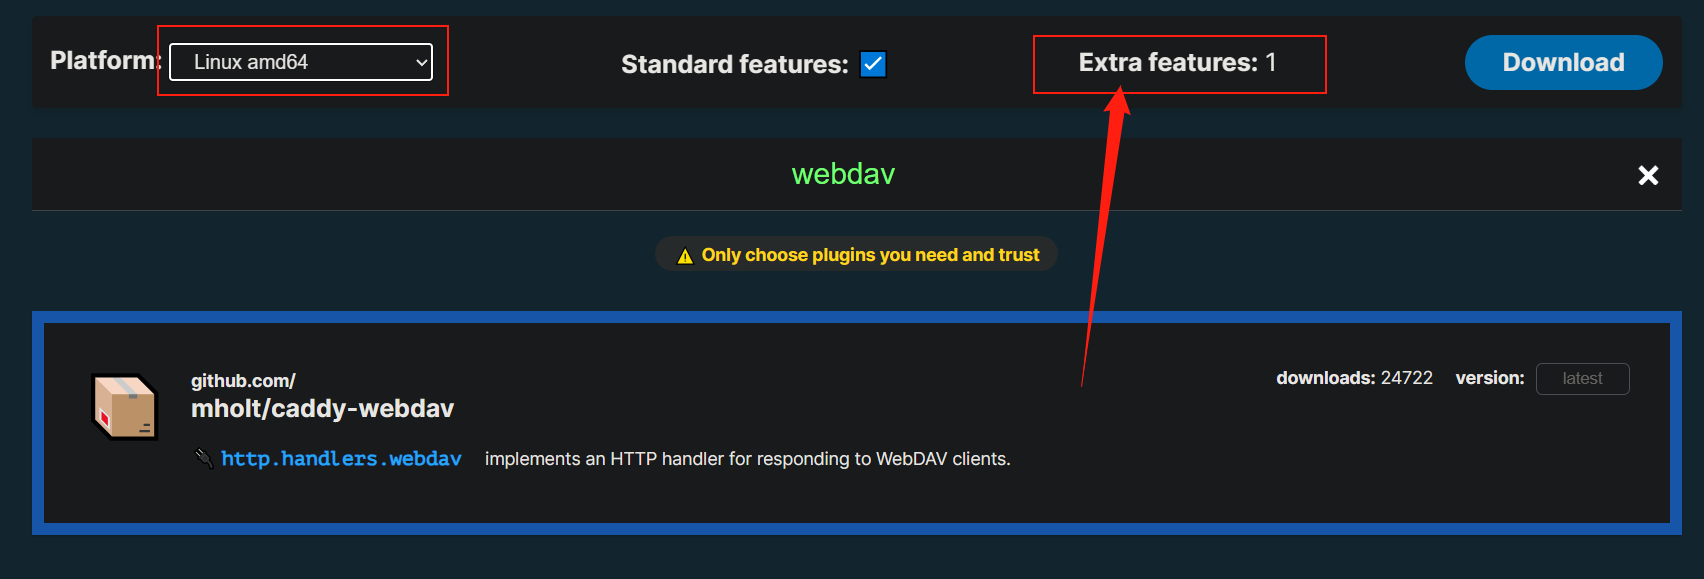 Platform: Linux amd64 Standard features: Extra features: 1 Download
webdav
Only choose plugins you need and trust
github.com/
mholt/caddy-webdav
downloads: 24722 version: latest
http.handlers.webdav implements an HTTP handler for responding to WebDAV clients.